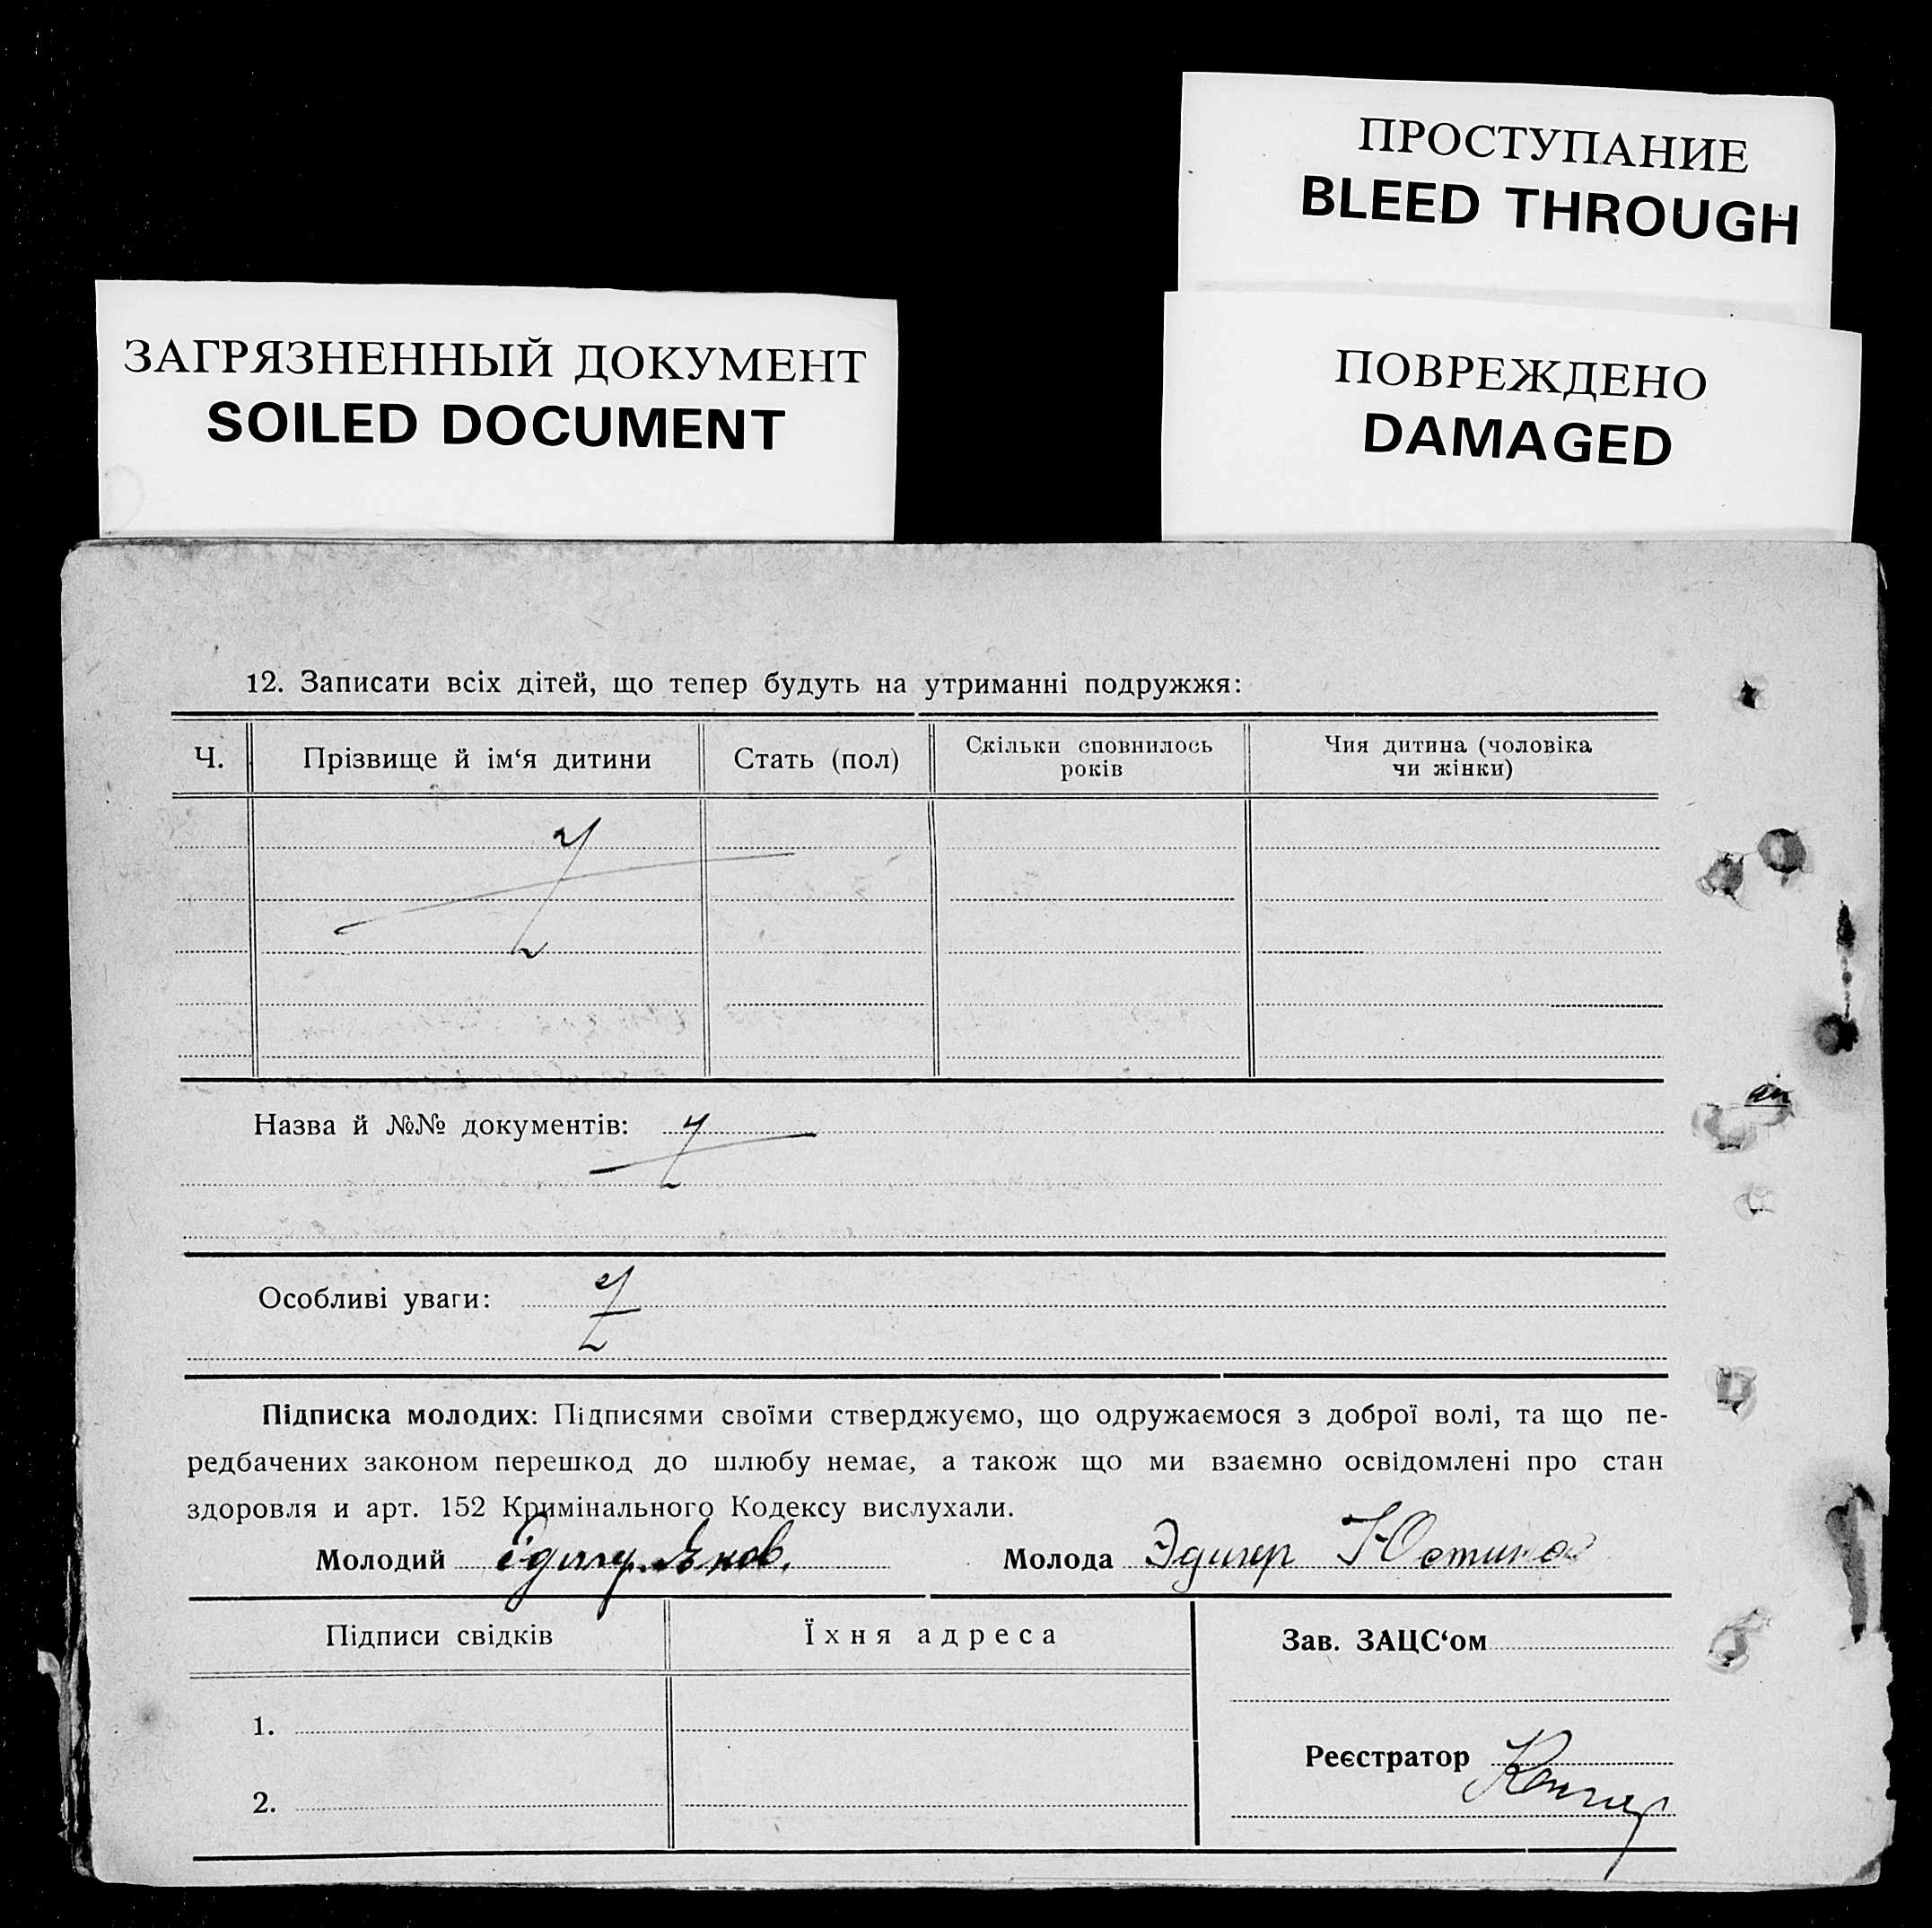 ПРОСТУПАНИЕ
BLEED THROUGH
ЗАГРЯЗНЕННЫЙ ДОКУМЕНТ
SOILED DOCUMENT
ПОВРЕЖДЕНО
DAMAGED
12. Записати всіх дітей, що тепер будуть на утриманні подружжя:
Ч. Прізвище й ім‘я дитини Стать (пол) Скільки сповнилось років Чия дитина (чоловіка чи жінки)
Назва й №№ документів:
Особливі уваги:
Підписка молодих: Підписями своїми стверджуємо, що одружаємося з доброї волі, та що пе-
редбачених законом перешкод до шлюбу немає, а також що ми взаємно освідомлені про стан
здоровля и арт. 152 Кримінального Кодексу вислухали.
Молодий Эдигер Яков. Молода Эдигер Юстина
Підписи свідків Їхня адреса Зав. ЗАЦС‘ом
1.
Реєстратор
2.